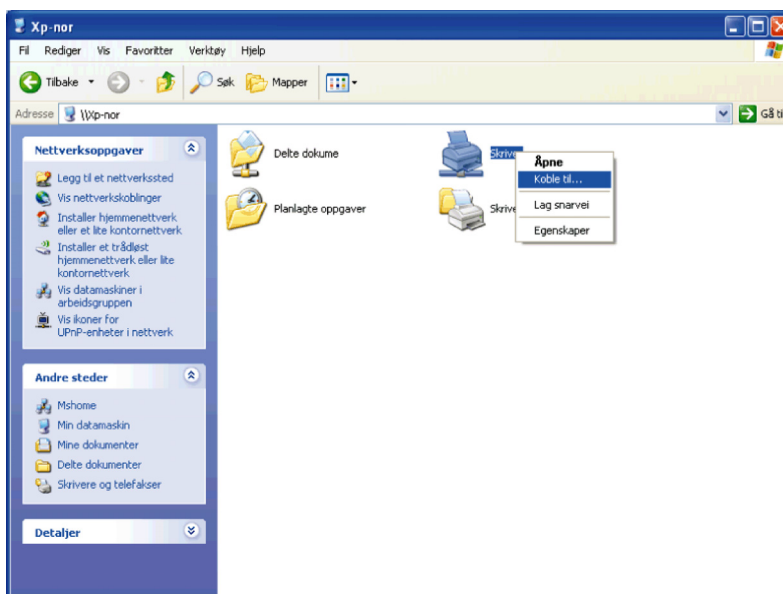 Xp-nor
Fil Rediger Vis Favoritter Verktøy Hjelp
Tilbake Søk Mapper
Adresse \\Xp-nor Gå ti
Nettverksoppgaver
Legg til et nettverkssted
Vis nettverkskoblinger
Installer hjemmenettverk
eller et lite kontornettverk
Installer et trådløst
hjemmenettverk eller lite
kontornettverk
Vis datamaskiner i
arbeidsgruppen
Vis ikoner for
UPnP-enheter i nettverk
Andre steder
Mshome
Min datamaskin
Mine dokumenter
Delte dokumenter
Skrivere og telefakser
Detaljer
Delte dokume
Planlagte oppgaver
Skrive
Skrive
Åpne
Koble til...
Lag snarvei
Egenskaper